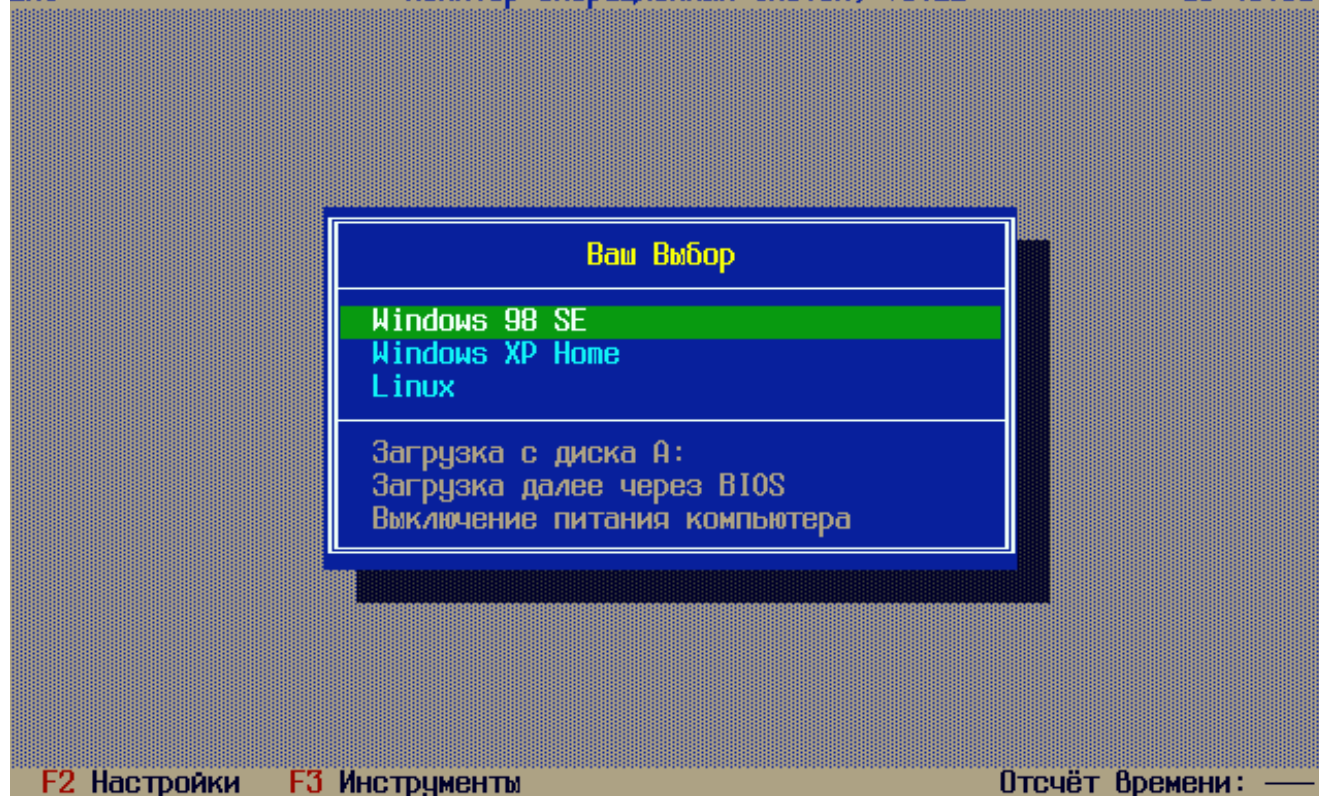 Ваш Выбор
Windows 98 SE
Windows XP Home
Linux
Загрузка с диска A:
Загрузка далее через BIOS
Выключение питания компьютера
F2 Настройки F3 Инструменты Отсчёт Времени: ---